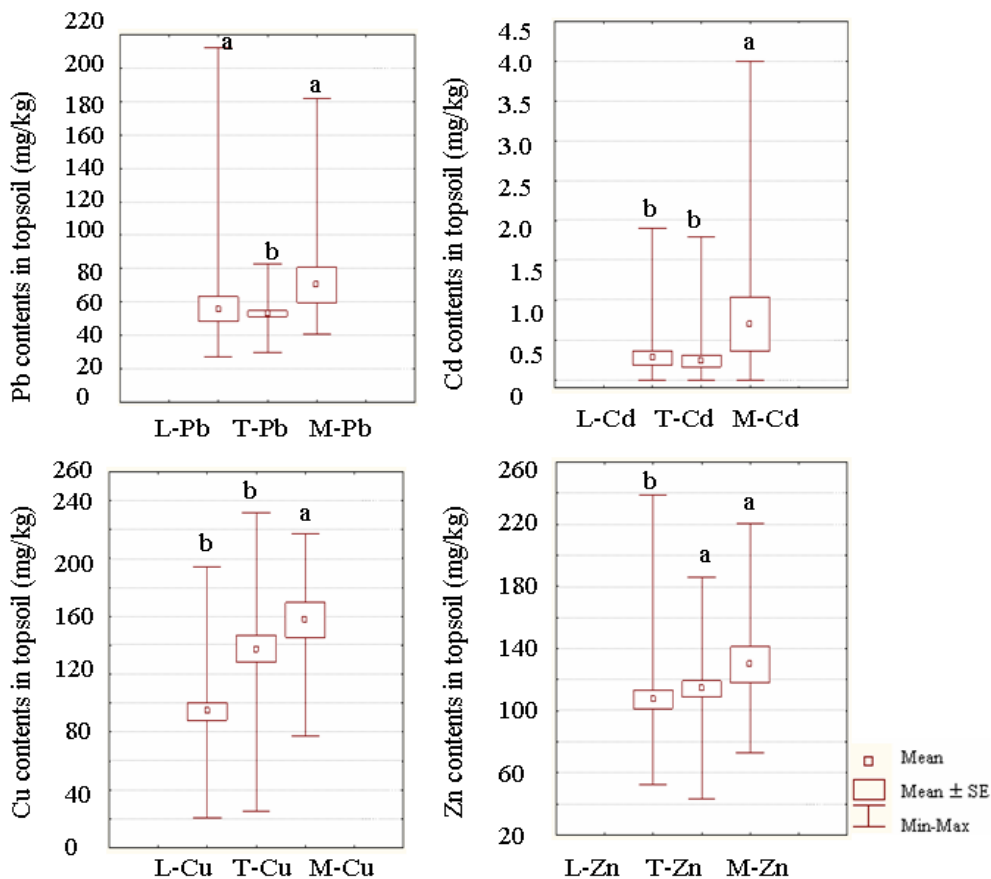 Pb contents in topsoil (mg/kg)
220
200
180
160
140
120
100
80
60
40
20
0
a
b
a
L-Pb T-Pb M-Pb
Cd contents in topsoil (mg/kg)
4.5
4.0
3.5
3.0
2.5
2.0
1.5
1.0
0.5
0
b
b
a
L-Cd T-Cd M-Cd
Cu contents in topsoil (mg/kg)
260
240
200
160
120
80
40
0
b
b
a
L-Cu T-Cu M-Cu
Zn contents in topsoil (mg/kg)
260
220
180
140
100
60
20
b
a
a
L-Zn T-Zn M-Zn
Mean
Mean ± SE
Min-Max